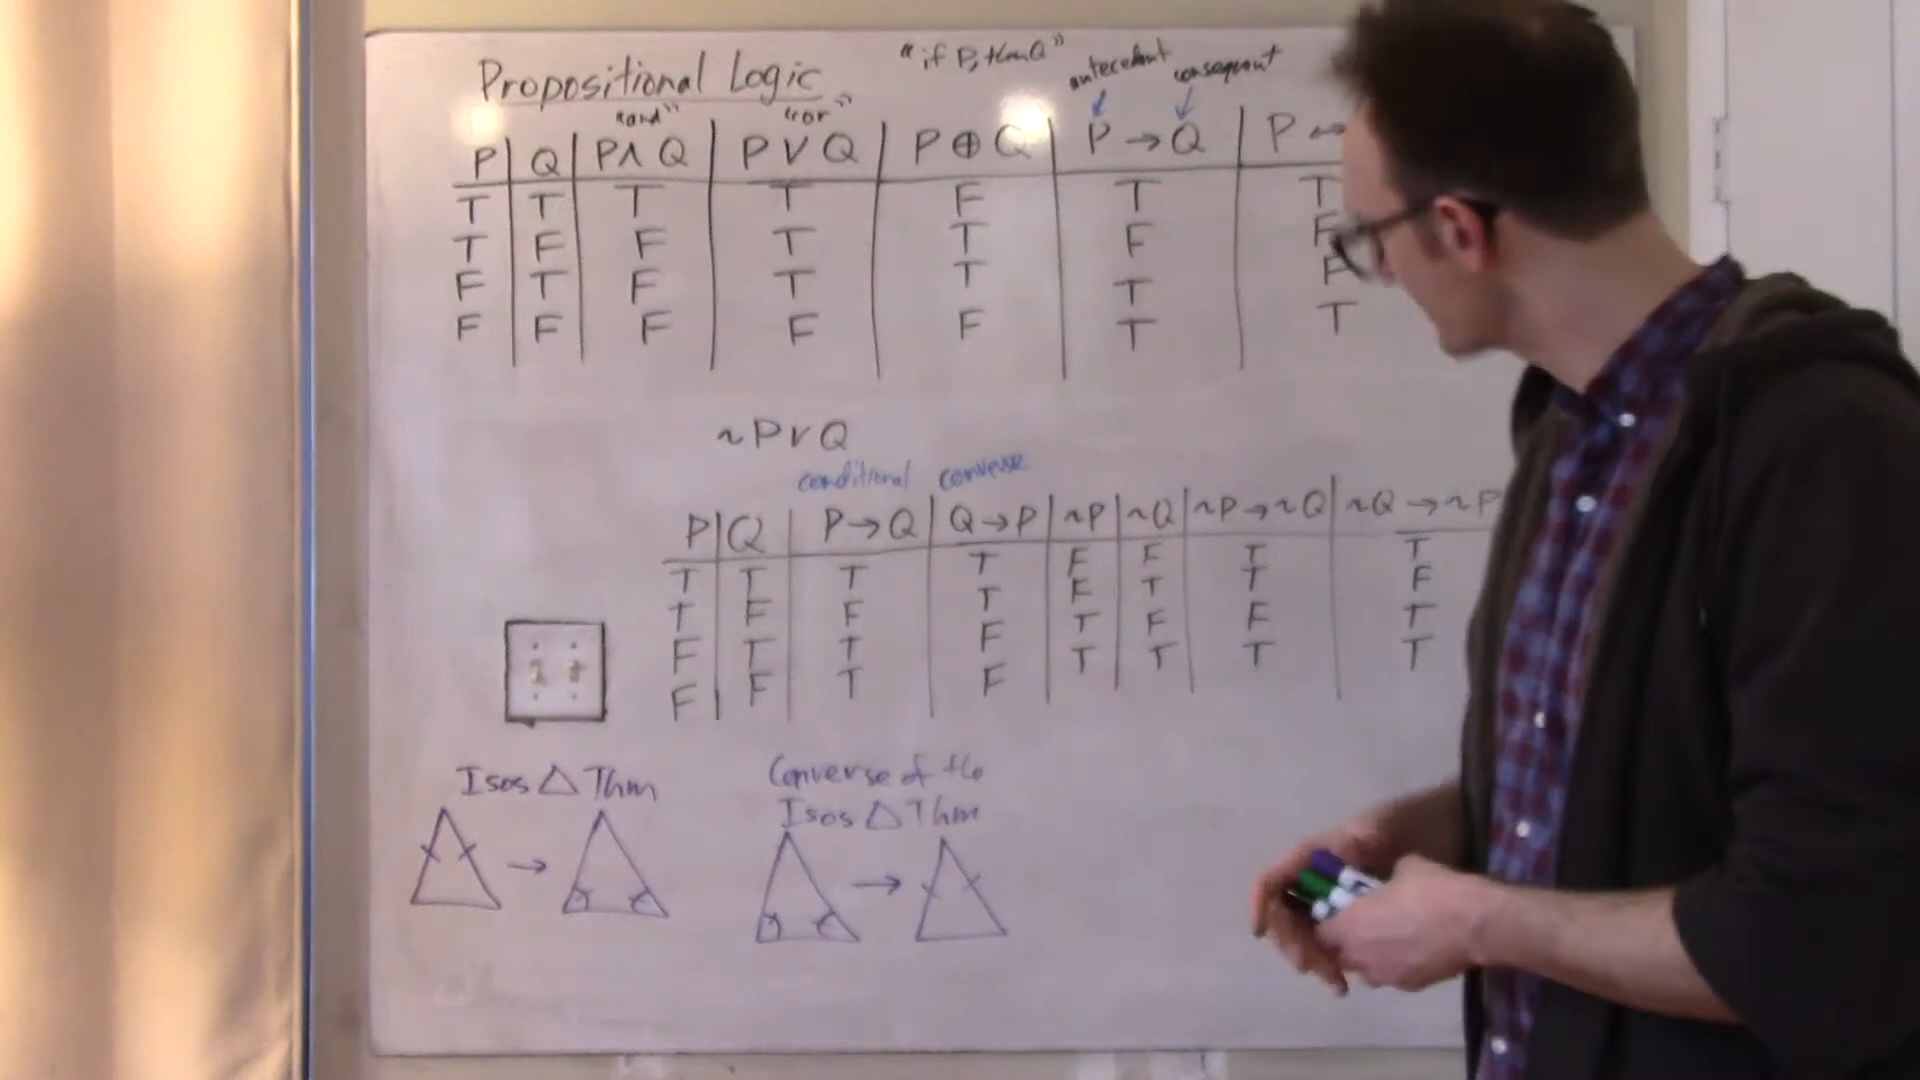 Propositional Logic
"if P, then Q"
antecedent consequent
"and" "or"
P Q P∧Q P∨Q P⊕Q P→Q P↔
T T T T F T T
T F F T T F F
F T F T T T F
F F F F F T T
~P∨Q
conditional converse
P Q P→Q Q→P ~P ~Q ~P→~Q ~Q→~P
T T T T F F T T
T F F T F T T F
F T T F T F F T
F F T F T T T T
Isos △ Thm
Converse of the
Isos △ Thm
→ →